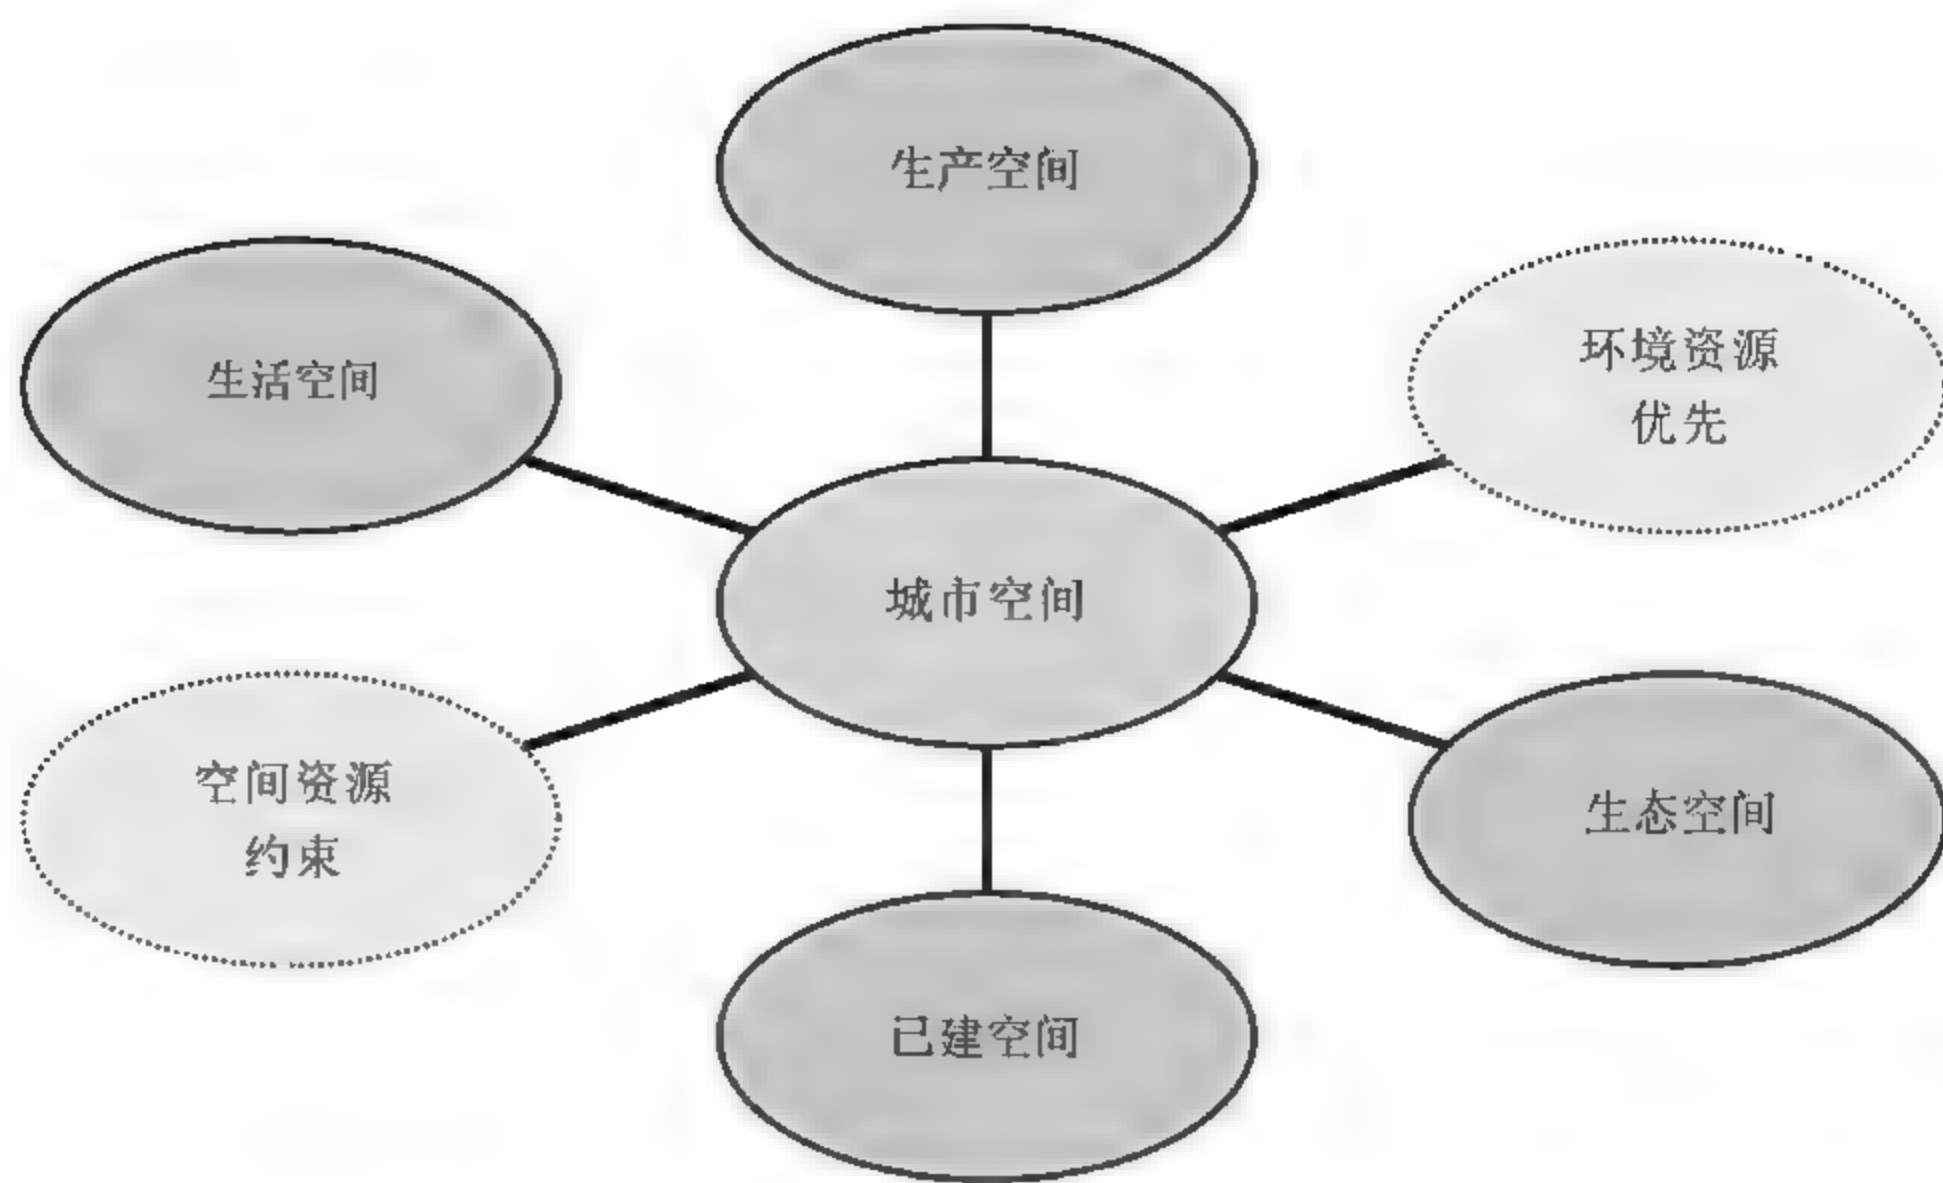 生产空间
生活空间
环境资源
优先
城市空间
空间资源
约束
生态空间
已建空间